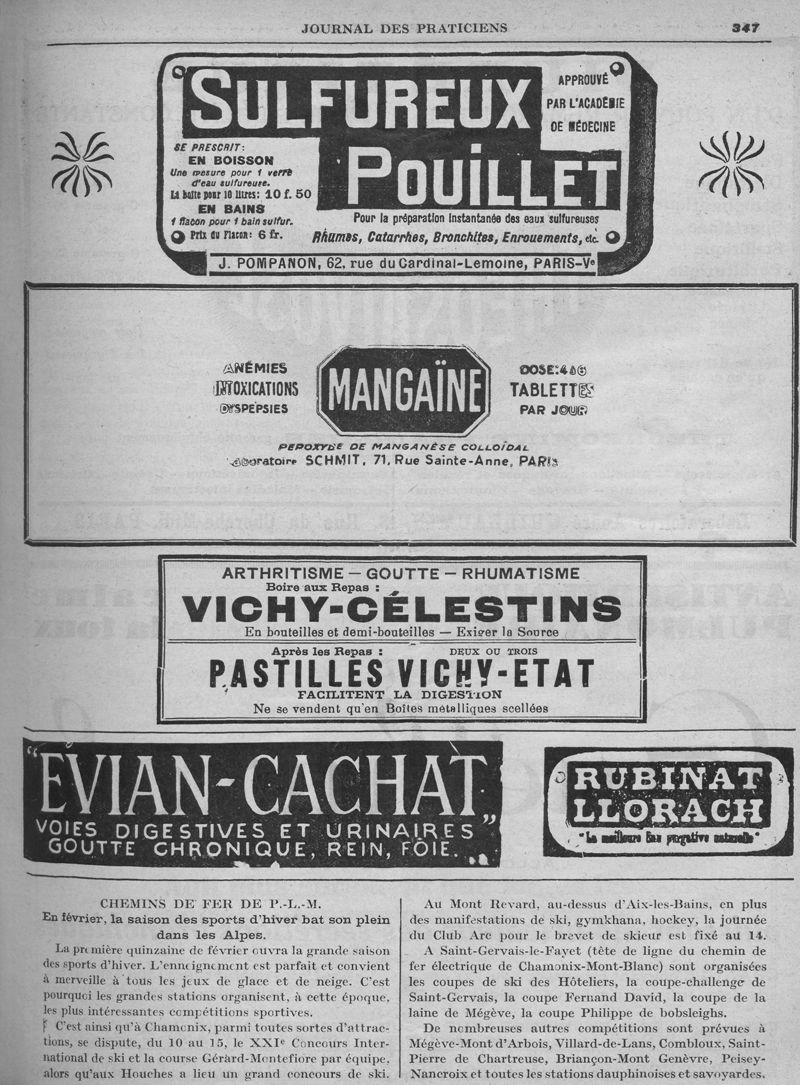 JOURNAL DES PRATICIENS
347
SULFUREUX
POUILLET
APPROUVÉ
PAR L'ACADÉMIE
DE MÉDECINE
SE PRESCRIT:
EN BOISSON
Une mesure pour 1 verre
d'eau sulfureuse.
La boîte pour 10 litres: 10 f. 50
EN BAINS
1 flacon pour 1 bain sulfur.
Prix du Flacon: 6 fr.
Pour la préparation instantanée des eaux sulfureuses
Rhumes, Catarrhes, Bronchites, Enrouements, etc.
J. POMPANON, 62, rue du Cardinal-Lemoine, PARIS-Ve
ANÉMIES
INTOXICATIONS
DYSPEPSIES
MANGAÏNE
DOSE: 4 à 6
TABLETTES
PAR JOUR
PEROXYDE DE MANGANÈSE COLLOÏDAL
Laboratoire SCHMIT, 71, Rue Sainte-Anne, PARIS
ARTHRITISME — GOUTTE — RHUMATISME
Boire aux Repas :
VICHY-CÉLESTINS
En bouteilles et demi-bouteilles — Exiger la Source
Après les Repas : DEUX OU TROIS
PASTILLES VICHY-ETAT
FACILITENT LA DIGESTION
Ne se vendent qu'en Boîtes métalliques scellées
"ÉVIAN-CACHAT"
VOIES DIGESTIVES ET URINAIRES
GOUTTE CHRONIQUE, REIN, FOIE.
RUBINAT
LLORACH
"La meilleure Eau purgative naturelle"
CHEMINS DE FER DE P.-L.-M.
En février, la saison des sports d'hiver bat son plein
dans les Alpes.
La première quinzaine de février ouvra la grande saison
des sports d'hiver. L'enneigement est parfait et convient
à merveille à tous les jeux de glace et de neige. C'est
pourquoi les grandes stations organisent, à cette époque,
les plus intéressantes compétitions sportives.
C'est ainsi qu'à Chamonix, parmi toutes sortes d'attrac-
tions, se dispute, du 10 au 15, le XXIe Concours Inter-
national de ski et la course Gérard-Montefiore par équipe,
alors qu'aux Houches a lieu un grand concours de ski.
Au Mont Revard, au-dessus d'Aix-les-Bains, en plus
des manifestations de ski, gymkhana, hockey, la journée
du Club Arc pour le brevet de skieur est fixé au 14.
A Saint-Gervais-le-Fayet (tête de ligne du chemin de
fer électrique de Chamonix-Mont-Blanc) sont organisées
les coupes de ski des Hôteliers, la coupe-challenge de
Saint-Gervais, la coupe Fernand David, la coupe de la
laine de Mégève, la coupe Philippe de bobsleighs.
De nombreuses autres compétitions sont prévues à
Mégève-Mont d'Arbois, Villard-de-Lans, Combloux, Saint-
Pierre de Chartreuse, Briançon-Mont Genèvre, Peisey-
Nancroix et toutes les stations dauphinoises et savoyardes.